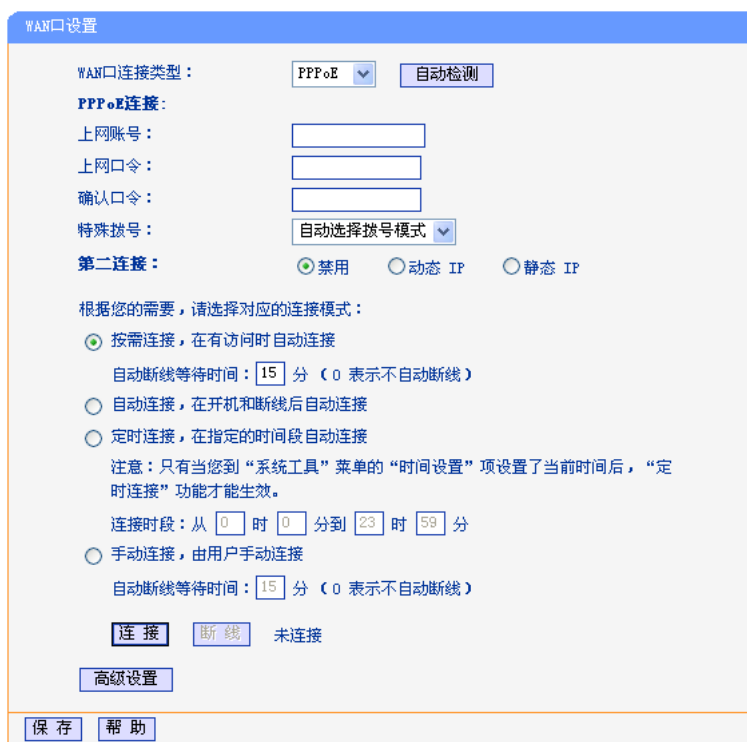 WAN口设置
WAN口连接类型： PPPoE 自动检测
PPPoE连接:
上网账号：
上网口令：
确认口令：
特殊拨号： 自动选择拨号模式
第二连接： 禁用 动态 IP 静态 IP
根据您的需要，请选择对应的连接模式：
按需连接，在有访问时自动连接
自动断线等待时间：15 分（0 表示不自动断线）
自动连接，在开机和断线后自动连接
定时连接，在指定的时间段自动连接
注意：只有当您到“系统工具”菜单的“时间设置”项设置了当前时间后，“定
时连接”功能才能生效。
连接时段：从 0 时 0 分到 23 时 59 分
手动连接，由用户手动连接
自动断线等待时间：15 分（0 表示不自动断线）
连 接 断 线 未连接
高级设置
保 存 帮 助